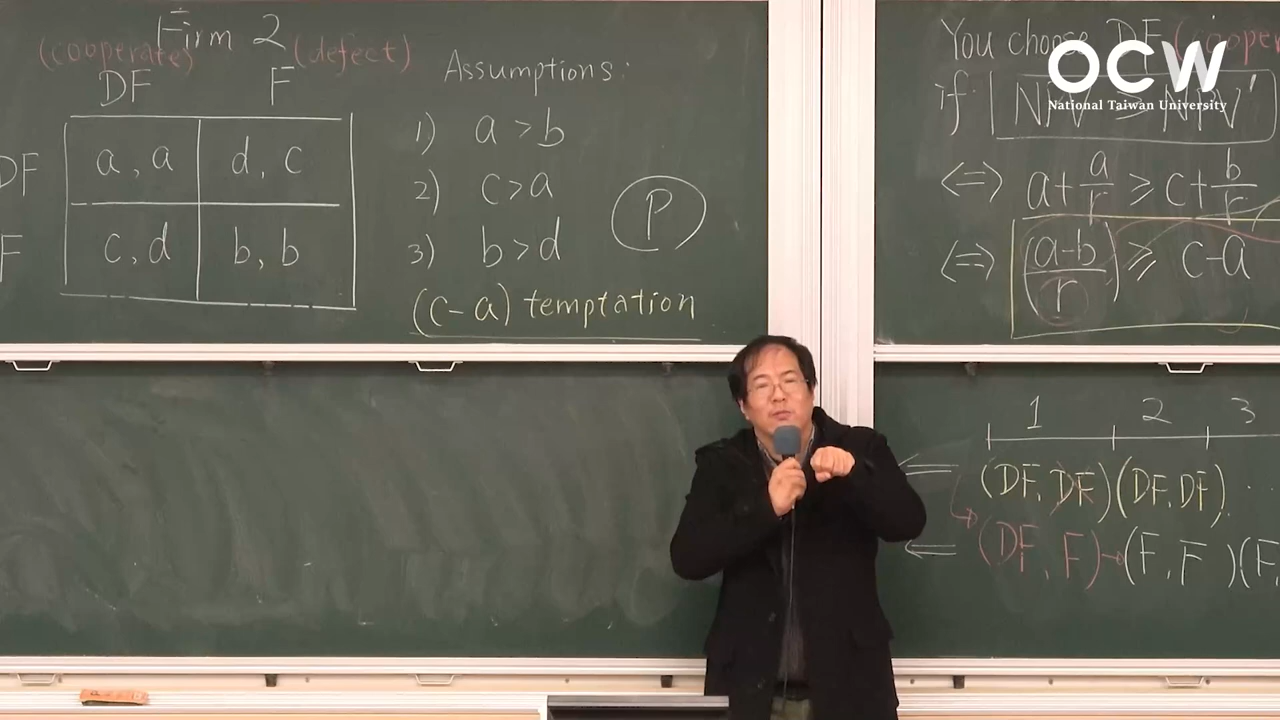 Firm 2
(cooperate) (defect)
DF F
DF a, a d, c
F c, d b, b
Assumptions:
1) a > b
2) c > a
3) b > d
(c-a) temptation
P
You choose DF
if NPV ≥ NPV'
<=> a + a/r ≥ c + b/r
<=> (a-b)/r ≥ c-a
1 2 3
(DF, DF) (DF, DF) ...
(DF, F) → (F, F) (F,
OCW
National Taiwan University